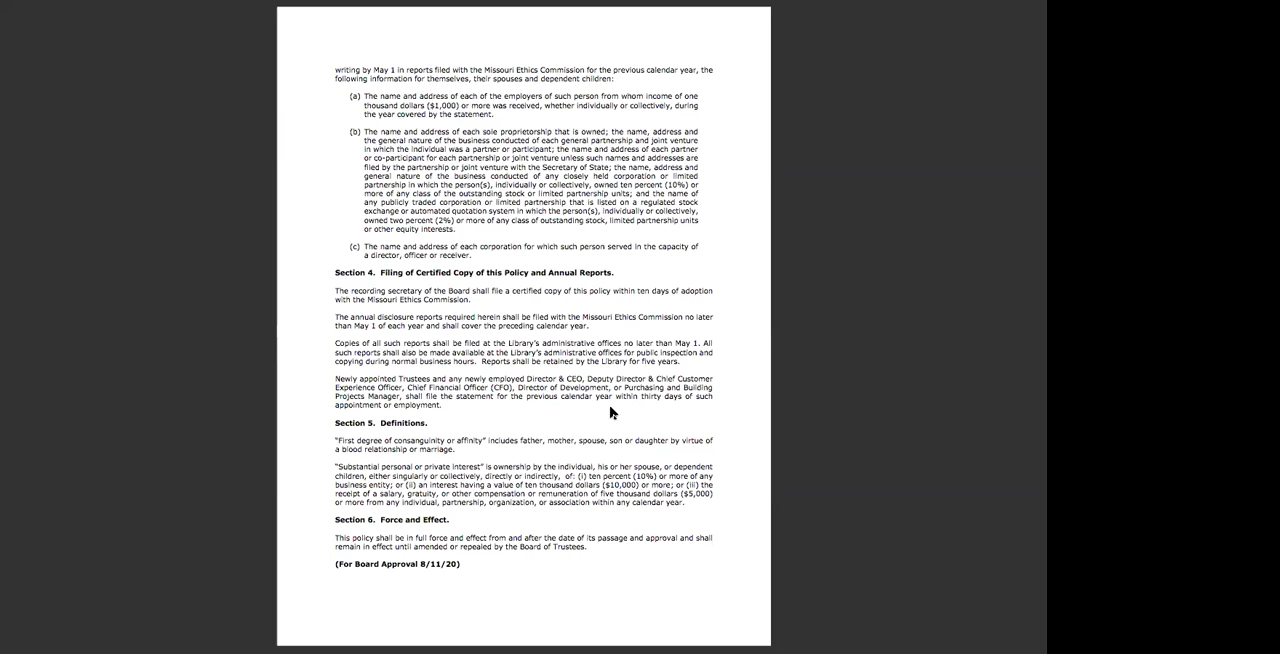 writing by May 1 in reports filed with the Missouri Ethics Commission for the previous calendar year, the
following information for themselves, their spouses and dependent children:
(a) The name and address of each of the employers of such person from whom income of one
thousand dollars ($1,000) or more was received, whether individually or collectively, during
the year covered by the statement.
(b) The name and address of each sole proprietorship that is owned; the name, address and
the general nature of the business conducted of each general partnership and joint venture
in which the individual was a partner or participant; the name and address of each partner
or co-participant for each partnership or joint venture unless such names and addresses are
filed by the partnership or joint venture with the Secretary of State; the name, address and
general nature of the business conducted of any closely held corporation or limited
partnership in which the person(s), individually or collectively, owned ten percent (10%) or
more of any class of the outstanding stock or limited partnership units; and the name of
any publicly traded corporation or limited partnership that is listed on a regulated stock
exchange or automated quotation system in which the person(s), individually or collectively,
owned two percent (2%) or more of any class of outstanding stock, limited partnership units
or other equity interests.
(c) The name and address of each corporation for which such person served in the capacity of
a director, officer or receiver.
Section 4. Filing of Certified Copy of this Policy and Annual Reports.
The recording secretary of the Board shall file a certified copy of this policy within ten days of adoption
with the Missouri Ethics Commission.
The annual disclosure reports required herein shall be filed with the Missouri Ethics Commission no later
than May 1 of each year and shall cover the preceding calendar year.
Copies of all such reports shall be filed at the Library's administrative offices no later than May 1. All
such reports shall also be made available at the Library's administrative offices for public inspection and
copying during normal business hours. Reports shall be retained by the Library for five years.
Newly appointed Trustees and any newly employed Director & CEO, Deputy Director & Chief Customer
Experience Officer, Chief Financial Officer (CFO), Director of Development, or Purchasing and Building
Projects Manager, shall file the statement for the previous calendar year within thirty days of such
appointment or employment.
Section 5. Definitions.
"First degree of consanguinity or affinity" includes father, mother, spouse, son or daughter by virtue of
a blood relationship or marriage.
"Substantial personal or private interest" is ownership by the individual, his or her spouse, or dependent
children, either singularly or collectively, directly or indirectly, of: (i) ten percent (10%) or more of any
business entity; or (ii) an interest having a value of ten thousand dollars ($10,000) or more; or (iii) the
receipt of a salary, gratuity, or other compensation or remuneration of five thousand dollars ($5,000)
or more from any individual, partnership, organization, or association within any calendar year.
Section 6. Force and Effect.
This policy shall be in full force and effect from and after the date of its passage and approval and shall
remain in effect until amended or repealed by the Board of Trustees.
(For Board Approval 8/11/20)